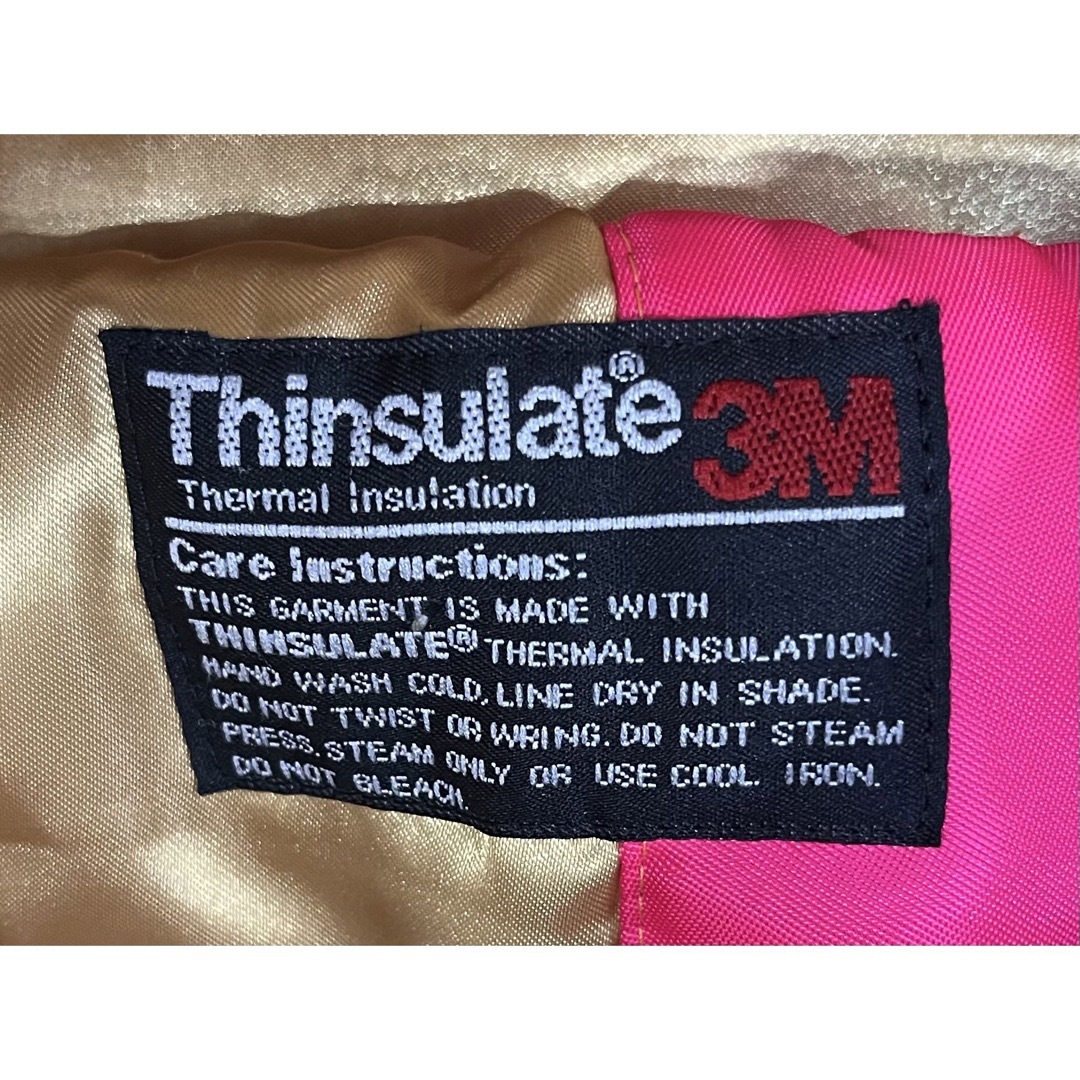 Thinsulate® 3M
Thermal Insulation
Care Instructions:
THIS GARMENT IS MADE WITH
THINSULATE® THERMAL INSULATION.
HAND WASH COLD, LINE DRY IN SHADE.
DO NOT TWIST OR WRING. DO NOT STEAM
PRESS. STEAM ONLY OR USE COOL IRON.
DO NOT BLEACH.